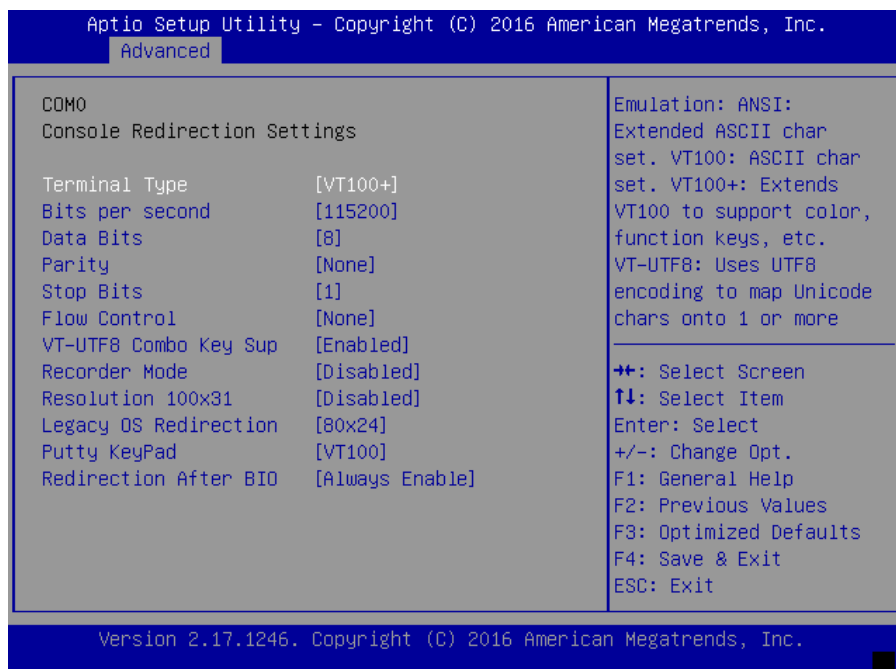 Aptio Setup Utility – Copyright (C) 2016 American Megatrends, Inc.
Advanced
COM0
Console Redirection Settings
Terminal Type [VT100+]
Bits per second [115200]
Data Bits [8]
Parity [None]
Stop Bits [1]
Flow Control [None]
VT-UTF8 Combo Key Sup [Enabled]
Recorder Mode [Disabled]
Resolution 100x31 [Disabled]
Legacy OS Redirection [80x24]
Putty KeyPad [VT100]
Redirection After BIO [Always Enable]
Emulation: ANSI:
Extended ASCII char
set. VT100: ASCII char
set. VT100+: Extends
VT100 to support color,
function keys, etc.
VT-UTF8: Uses UTF8
encoding to map Unicode
chars onto 1 or more
→←: Select Screen
↑↓: Select Item
Enter: Select
+/-: Change Opt.
F1: General Help
F2: Previous Values
F3: Optimized Defaults
F4: Save & Exit
ESC: Exit
Version 2.17.1246. Copyright (C) 2016 American Megatrends, Inc.